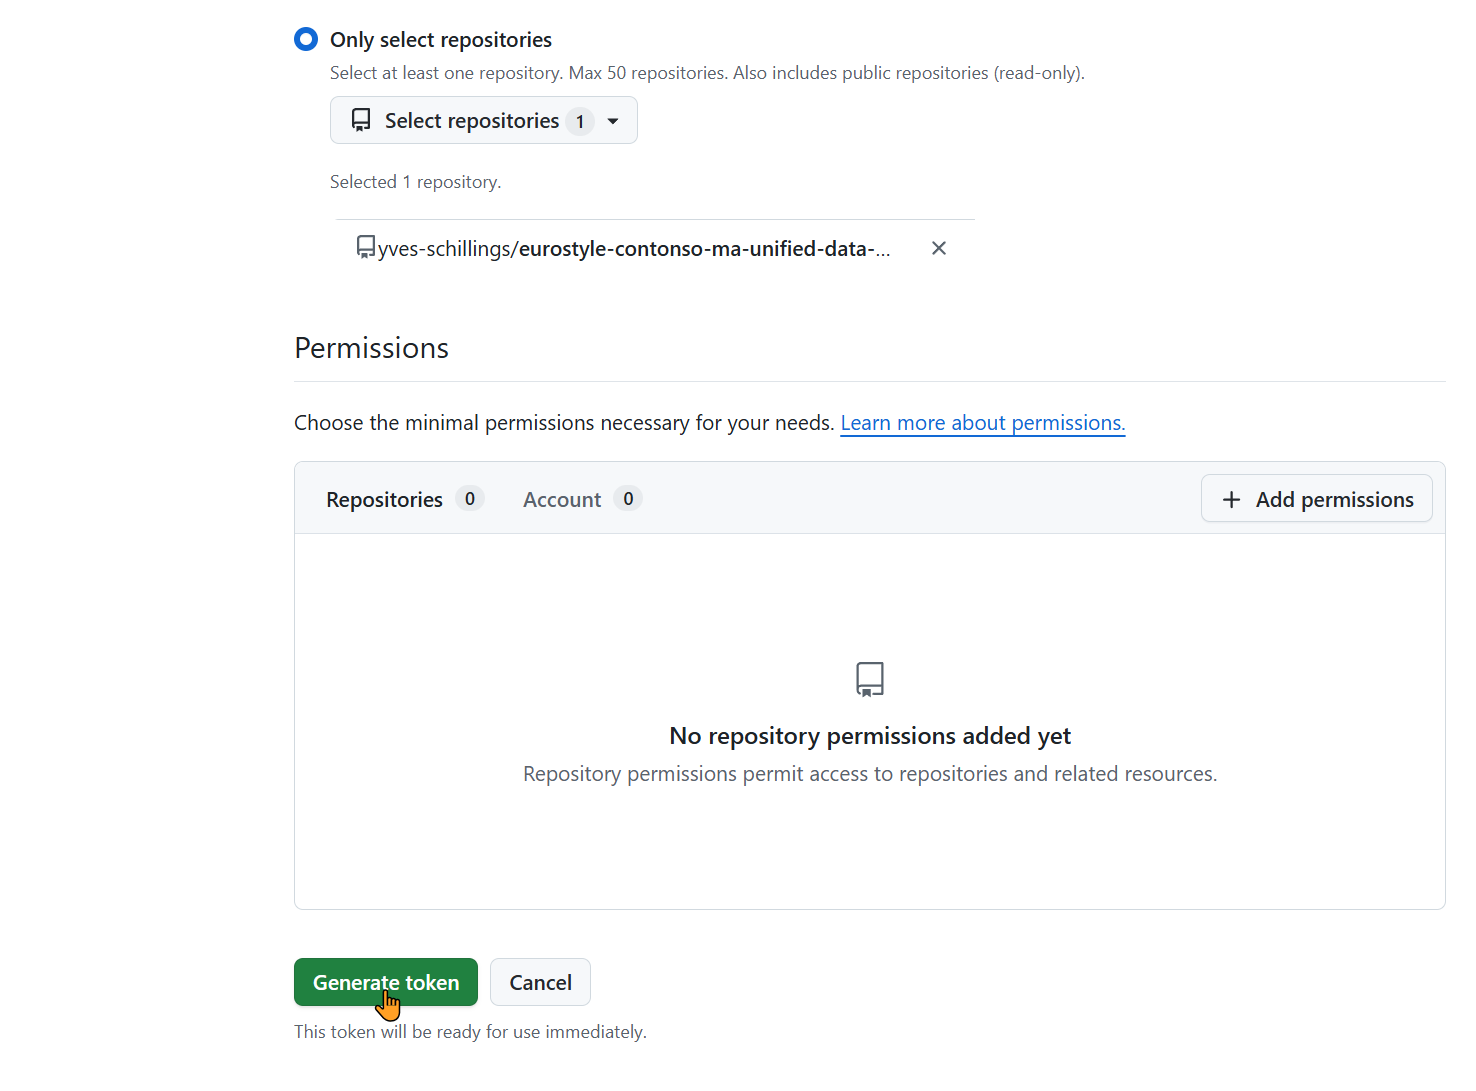 Only select repositories
Select at least one repository. Max 50 repositories. Also includes public repositories (read-only).
Select repositories 1
Selected 1 repository.
yves-schillings/eurostyle-contonso-ma-unified-data-...
Permissions
Choose the minimal permissions necessary for your needs. Learn more about permissions.
Repositories 0 Account 0 Add permissions
No repository permissions added yet
Repository permissions permit access to repositories and related resources.
Generate token Cancel
This token will be ready for use immediately.